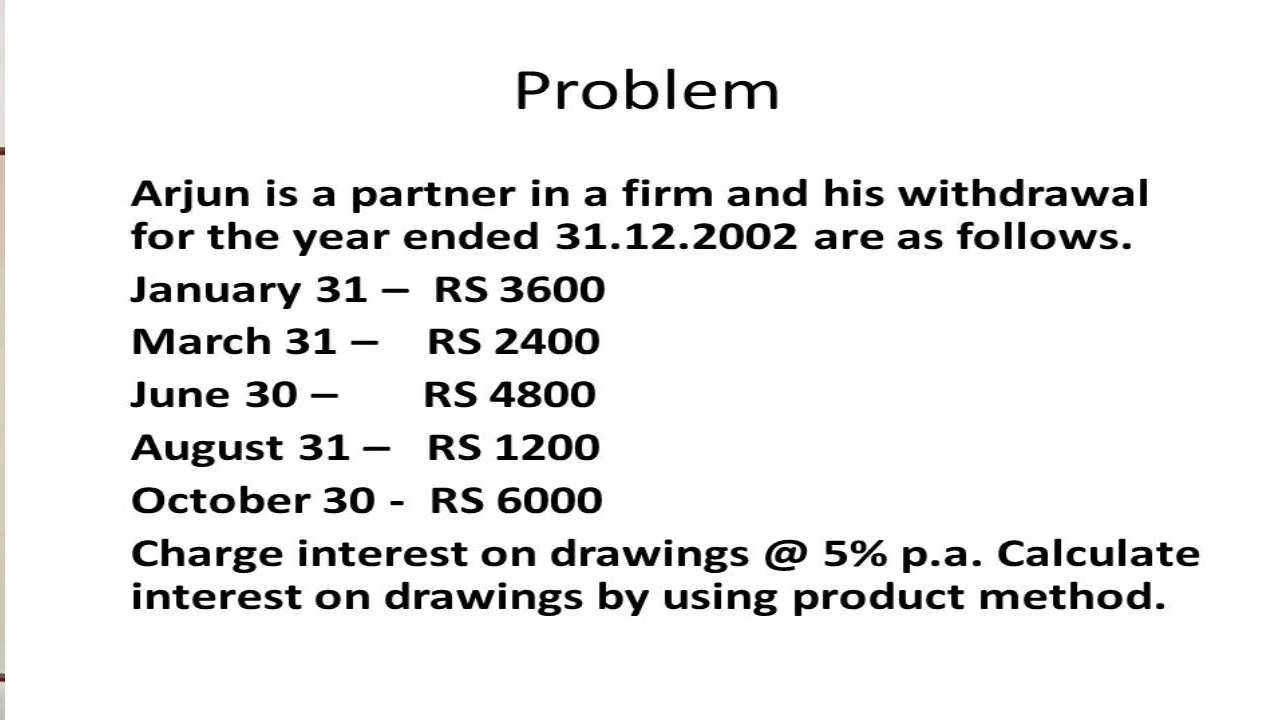 Problem
Arjun is a partner in a firm and his withdrawal
for the year ended 31.12.2002 are as follows.
January 31 – RS 3600
March 31 – RS 2400
June 30 – RS 4800
August 31 – RS 1200
October 30 - RS 6000
Charge interest on drawings @ 5% p.a. Calculate
interest on drawings by using product method.